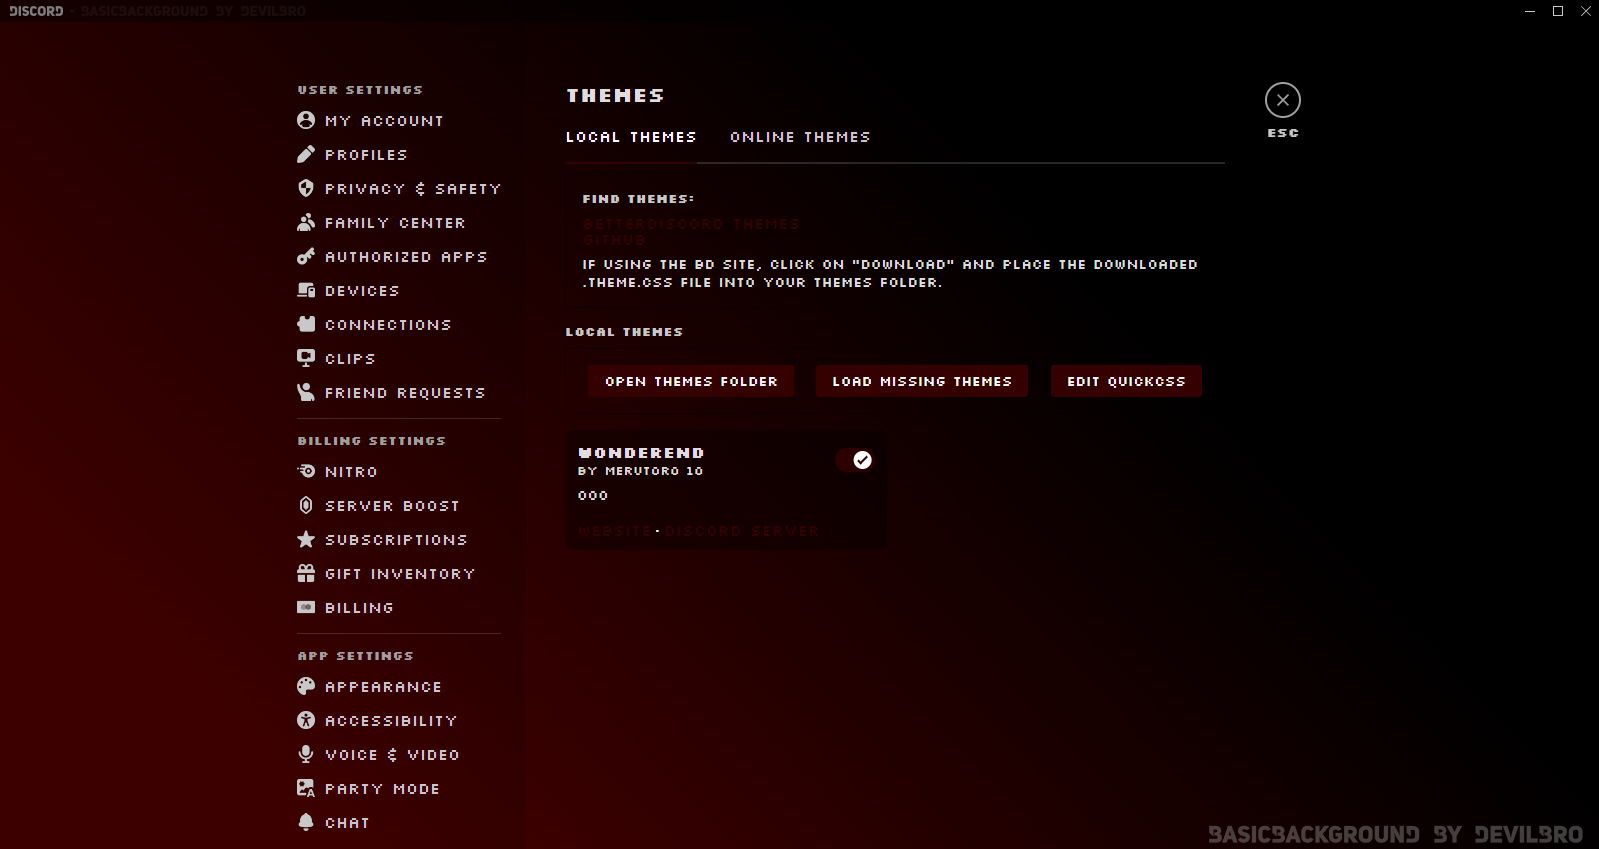 DISCORD - BASICBACKGROUND BY DEVILBRO
USER SETTINGS
MY ACCOUNT
PROFILES
PRIVACY & SAFETY
FAMILY CENTER
AUTHORIZED APPS
DEVICES
CONNECTIONS
CLIPS
FRIEND REQUESTS
BILLING SETTINGS
NITRO
SERVER BOOST
SUBSCRIPTIONS
GIFT INVENTORY
BILLING
APP SETTINGS
APPEARANCE
ACCESSIBILITY
VOICE & VIDEO
PARTY MODE
CHAT
THEMES
LOCAL THEMES ONLINE THEMES
FIND THEMES:
BETTERDISCORD THEMES
GITHUB
IF USING THE BD SITE, CLICK ON "DOWNLOAD" AND PLACE THE DOWNLOADED
.THEME.CSS FILE INTO YOUR THEMES FOLDER.
LOCAL THEMES
OPEN THEMES FOLDER LOAD MISSING THEMES EDIT QUICKCSS
WONDEREND
BY MERUTORO 10
OOO
WEBSITE · DISCORD SERVER
ESC
BASICBACKGROUND BY DEVILBRO